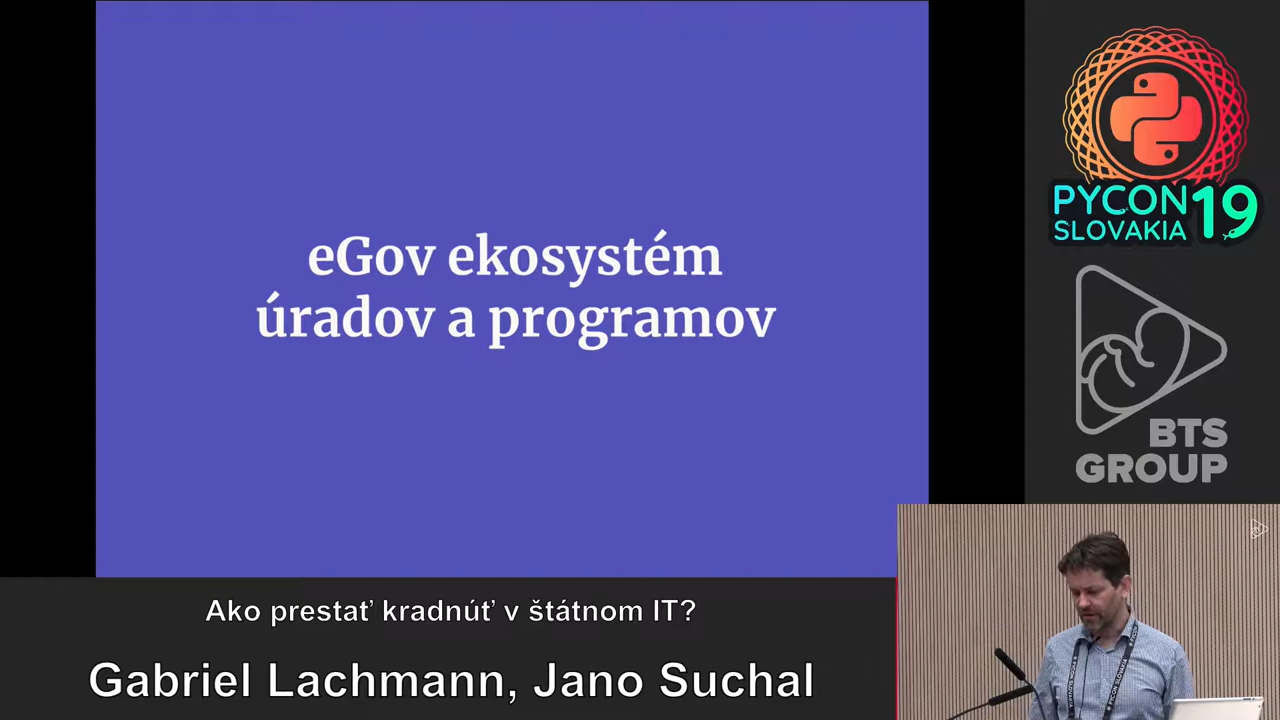 eGov ekosystém
úradov a programov
PYCON
SLOVAKIA
19
BTS
GROUP
Ako prestať kradnúť v štátnom IT?
Gabriel Lachmann, Jano Suchal